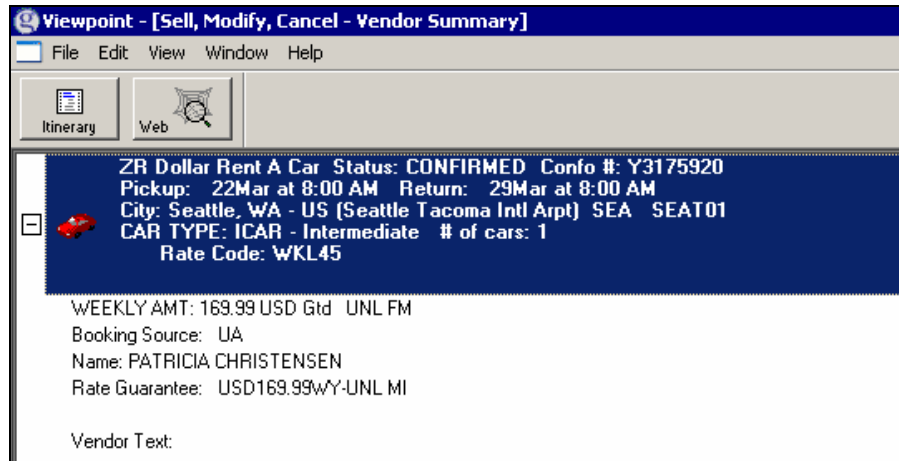 Viewpoint - [Sell, Modify, Cancel - Vendor Summary]
File Edit View Window Help
Itinerary Web
ZR Dollar Rent A Car Status: CONFIRMED Confo #: Y3175920
Pickup: 22Mar at 8:00 AM Return: 29Mar at 8:00 AM
City: Seattle, WA - US (Seattle Tacoma Intl Arpt) SEA SEAT01
CAR TYPE: ICAR - Intermediate # of cars: 1
Rate Code: WKL45
WEEKLY AMT: 169.99 USD Gtd UNL FM
Booking Source: UA
Name: PATRICIA CHRISTENSEN
Rate Guarantee: USD169.99WY-UNL MI
Vendor Text: